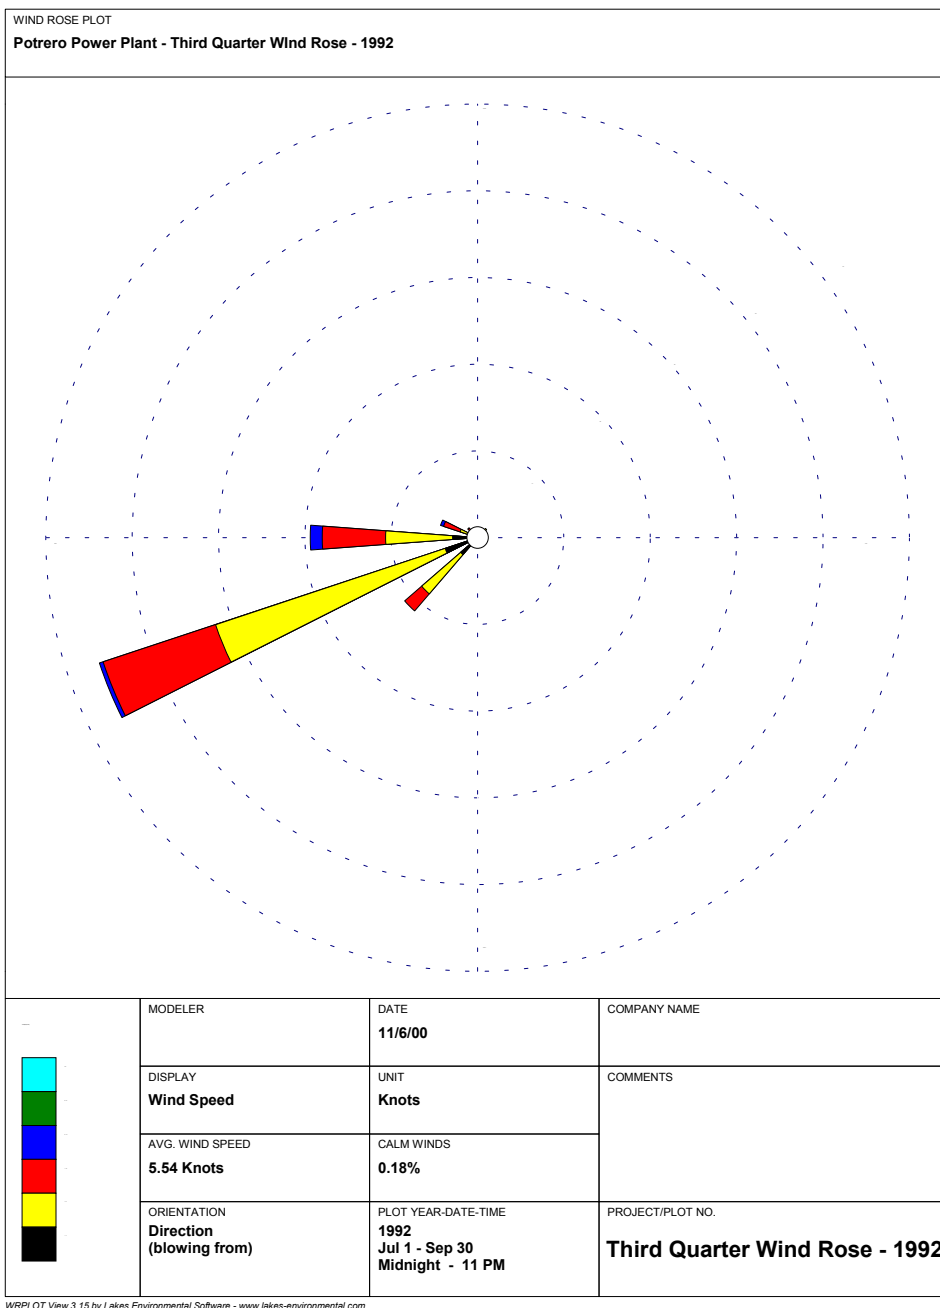 WIND ROSE PLOT
Potrero Power Plant - Third Quarter WInd Rose - 1992
MODELER
DATE
11/6/00
COMPANY NAME
DISPLAY
Wind Speed
UNIT
Knots
COMMENTS
AVG. WIND SPEED
5.54 Knots
CALM WINDS
0.18%
ORIENTATION
Direction
(blowing from)
PLOT YEAR-DATE-TIME
1992
Jul 1 - Sep 30
Midnight - 11 PM
PROJECT/PLOT NO.
Third Quarter Wind Rose - 1992
WRPLOT View 3.15 by Lakes Environmental Software - www.lakes-environmental.com